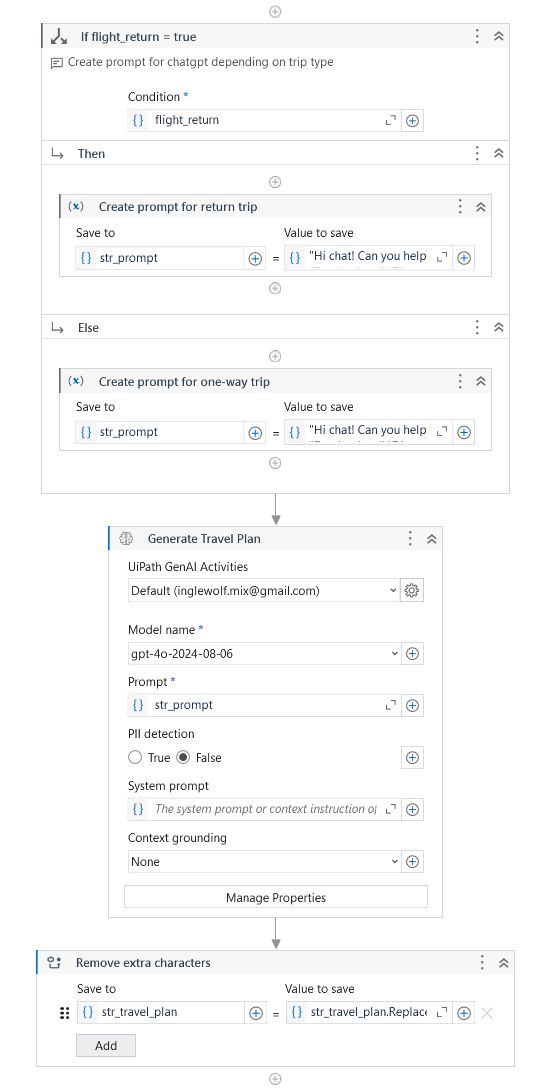 If flight_return = true
Create prompt for chatgpt depending on trip type
Condition *
{} flight_return
Then
(x) Create prompt for return trip
Save to Value to save
{} str_prompt = {} "Hi chat! Can you help
Else
(x) Create prompt for one-way trip
Save to Value to save
{} str_prompt = {} "Hi chat! Can you help
Generate Travel Plan
UiPath GenAI Activities
Default (inglewolf.mix@gmail.com)
Model name *
gpt-4o-2024-08-06
Prompt *
{} str_prompt
PII detection
True False
System prompt
{} The system prompt or context instruction of
Context grounding
None
Manage Properties
Remove extra characters
Save to Value to save
{} str_travel_plan = {} str_travel_plan.Replace
Add